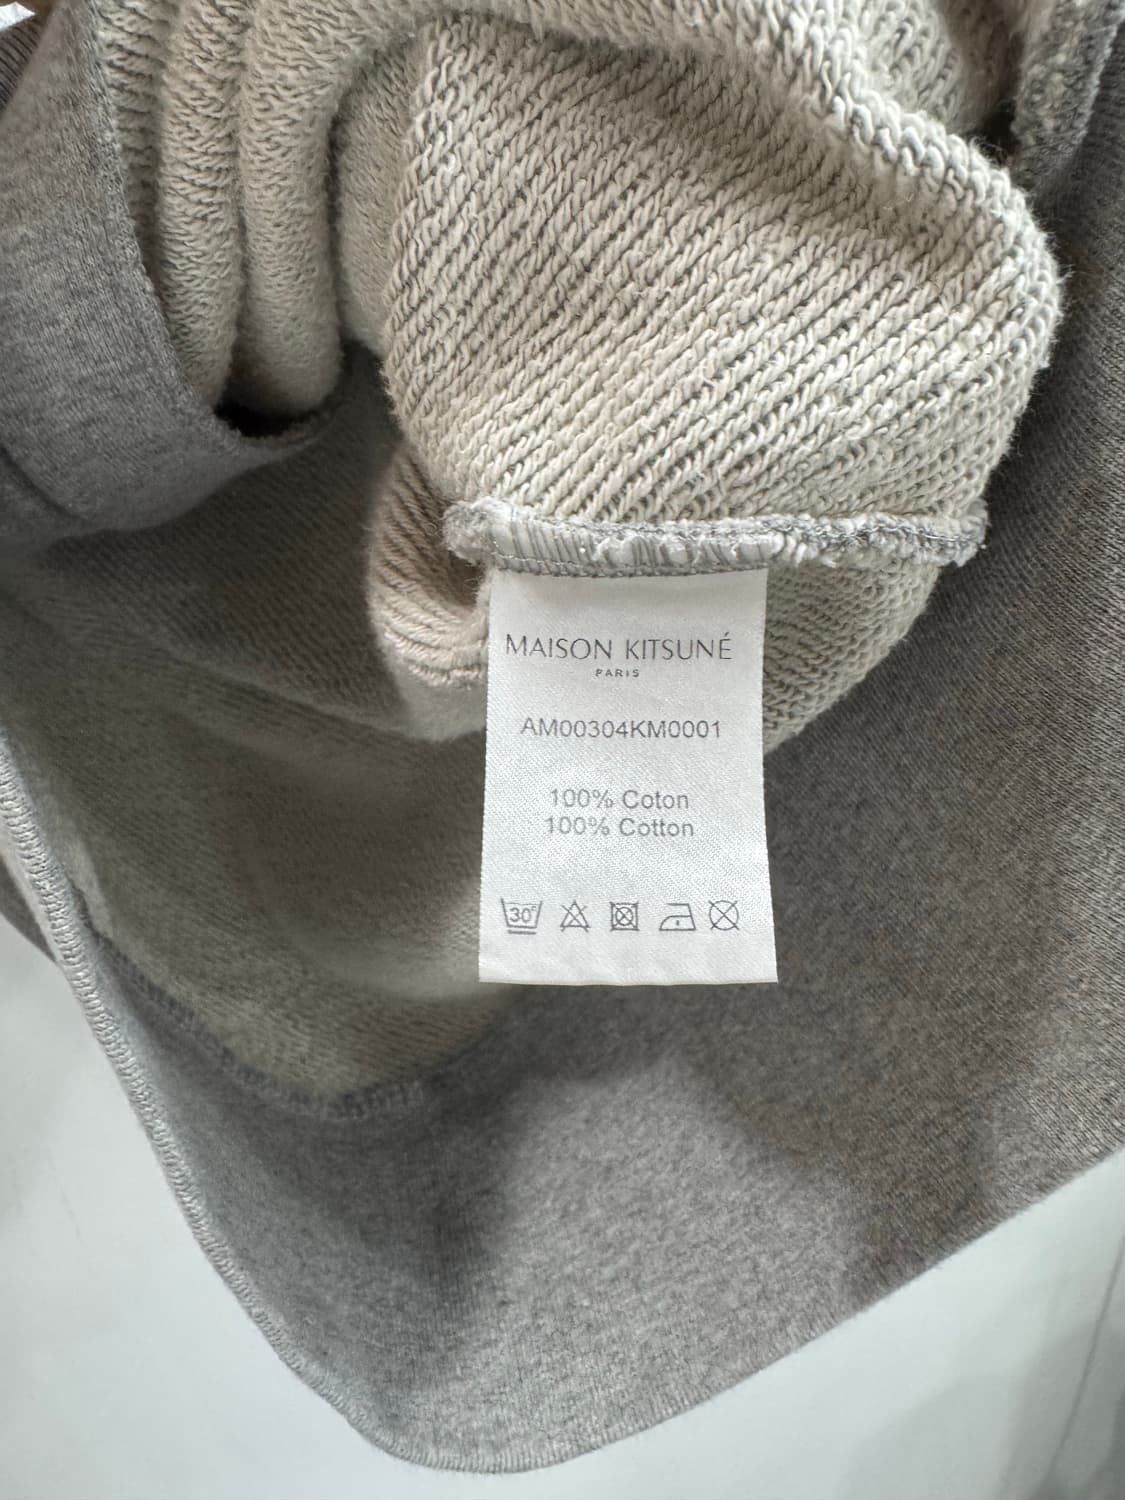 MAISON KITSUNÉ
PARIS
AM00304KM0001
100% Coton
100% Cotton
30°